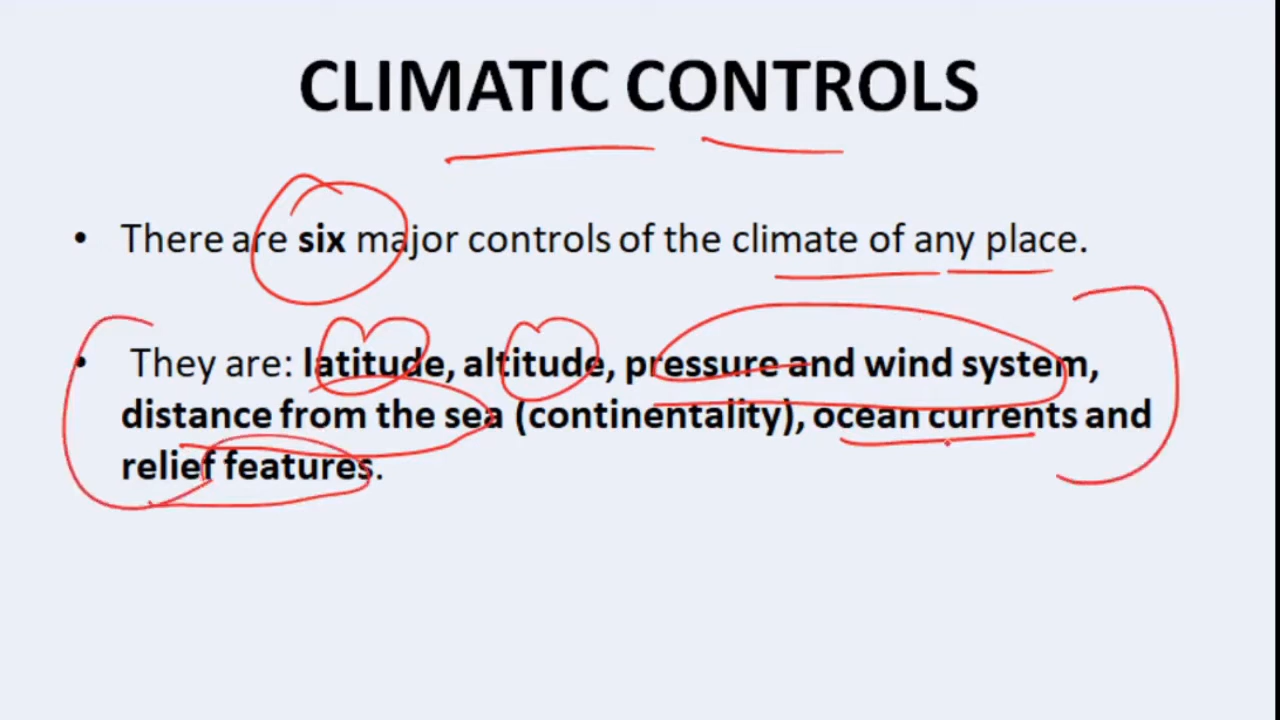 CLIMATIC CONTROLS
• There are six major controls of the climate of any place.
• They are: latitude, altitude, pressure and wind system,
distance from the sea (continentality), ocean currents and
relief features.